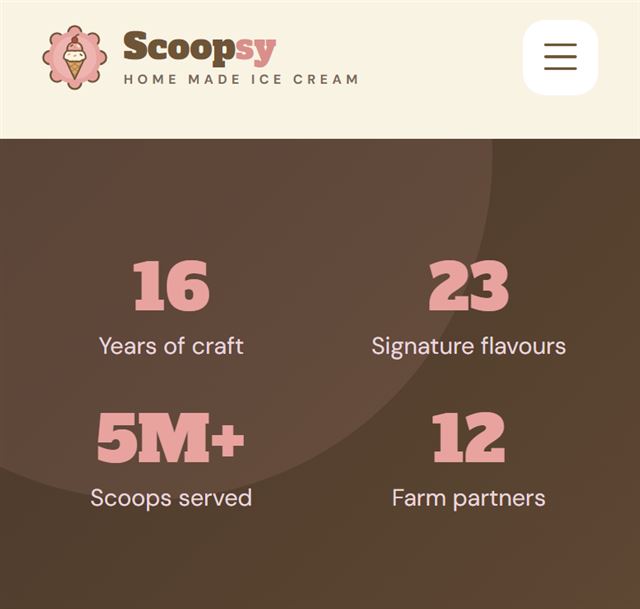 Scoopsy
HOME MADE ICE CREAM
16
Years of craft
23
Signature flavours
5M+
Scoops served
12
Farm partners